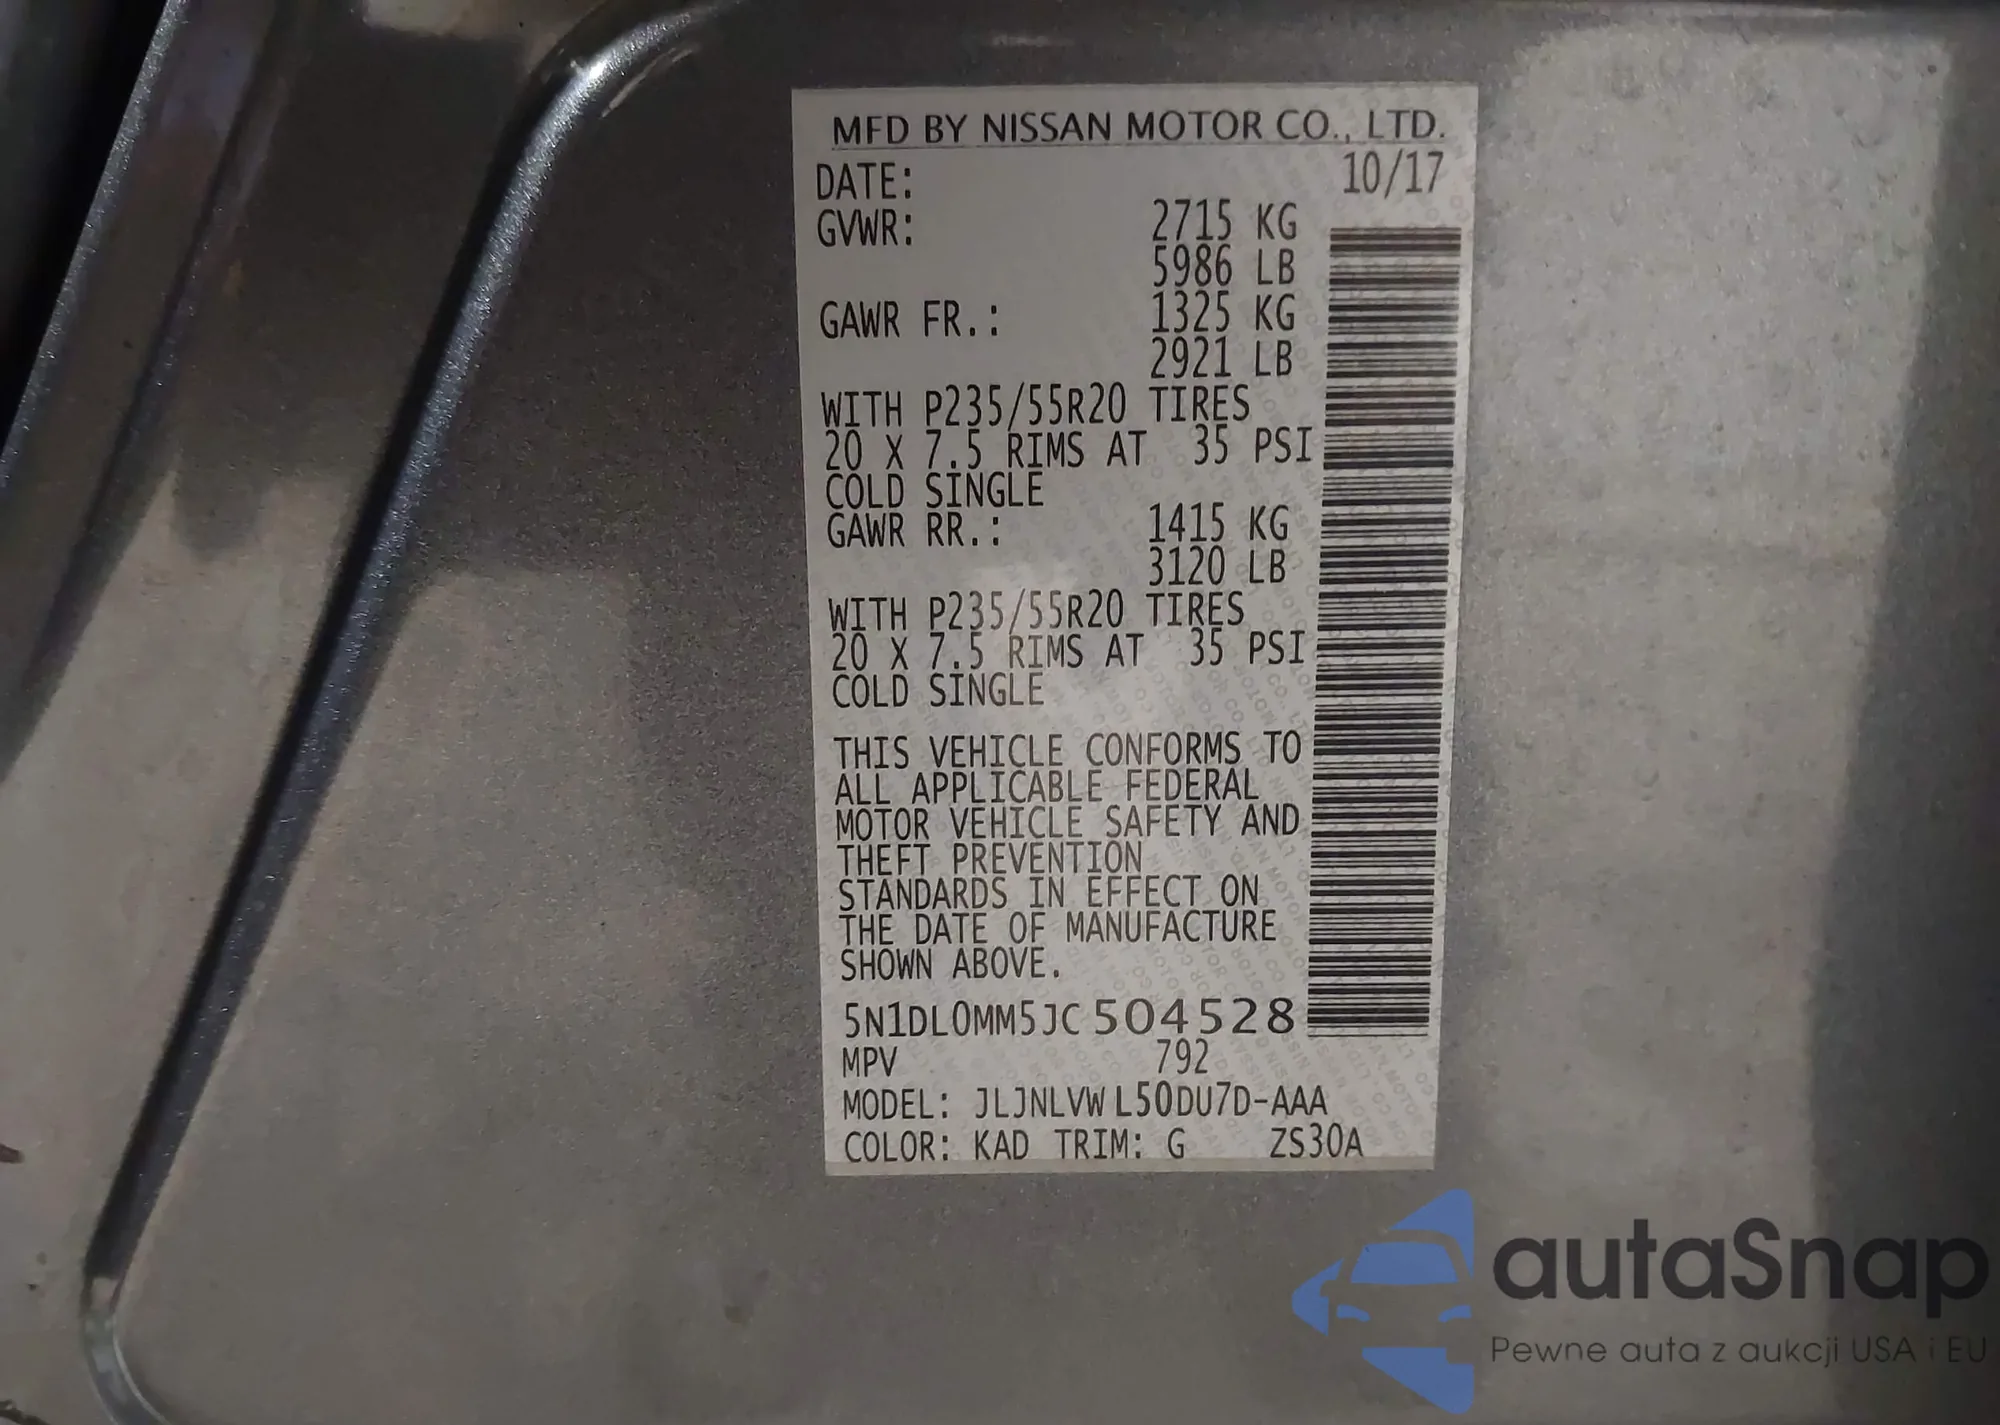 MFD BY NISSAN MOTOR CO., LTD.
DATE: 10/17
GVWR: 2715 KG
5986 LB
GAWR FR.: 1325 KG
2921 LB
WITH P235/55R20 TIRES
20 X 7.5 RIMS AT 35 PSI
COLD SINGLE
GAWR RR.: 1415 KG
3120 LB
WITH P235/55R20 TIRES
20 X 7.5 RIMS AT 35 PSI
COLD SINGLE
THIS VEHICLE CONFORMS TO
ALL APPLICABLE FEDERAL
MOTOR VEHICLE SAFETY AND
THEFT PREVENTION
STANDARDS IN EFFECT ON
THE DATE OF MANUFACTURE
SHOWN ABOVE.
5N1DL0MM5JC504528
MPV 792
MODEL: JLJNLVWL50DU7D-AAA
COLOR: KAD TRIM: G ZS30A
autaSnap
Pewne auta z aukcji USA i EU